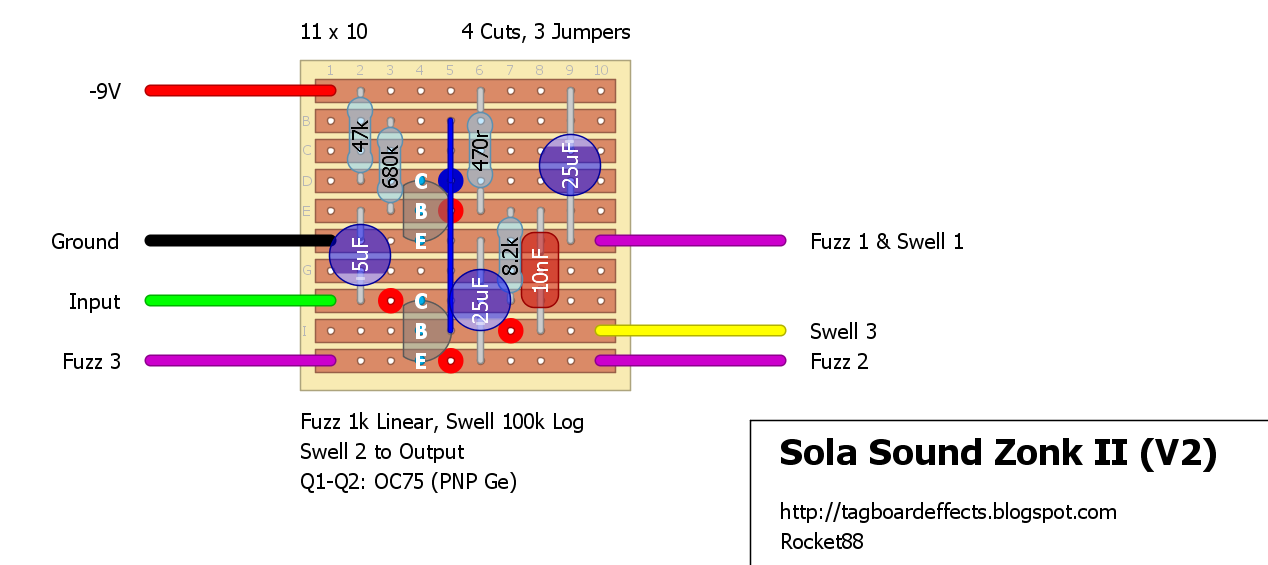 11 x 10 4 Cuts, 3 Jumpers
1 2 3 4 5 6 7 8 9 10
-9V
B
47k
680k
470r
C
25uF
D C
E B
Ground E Fuzz 1 & Swell 1
5uF
8.2k
10nF
G
Input C
25uF
I B Swell 3
Fuzz 3 E Fuzz 2
Fuzz 1k Linear, Swell 100k Log
Swell 2 to Output
Q1-Q2: OC75 (PNP Ge)
Sola Sound Zonk II (V2)
http://tagboardeffects.blogspot.com
Rocket88